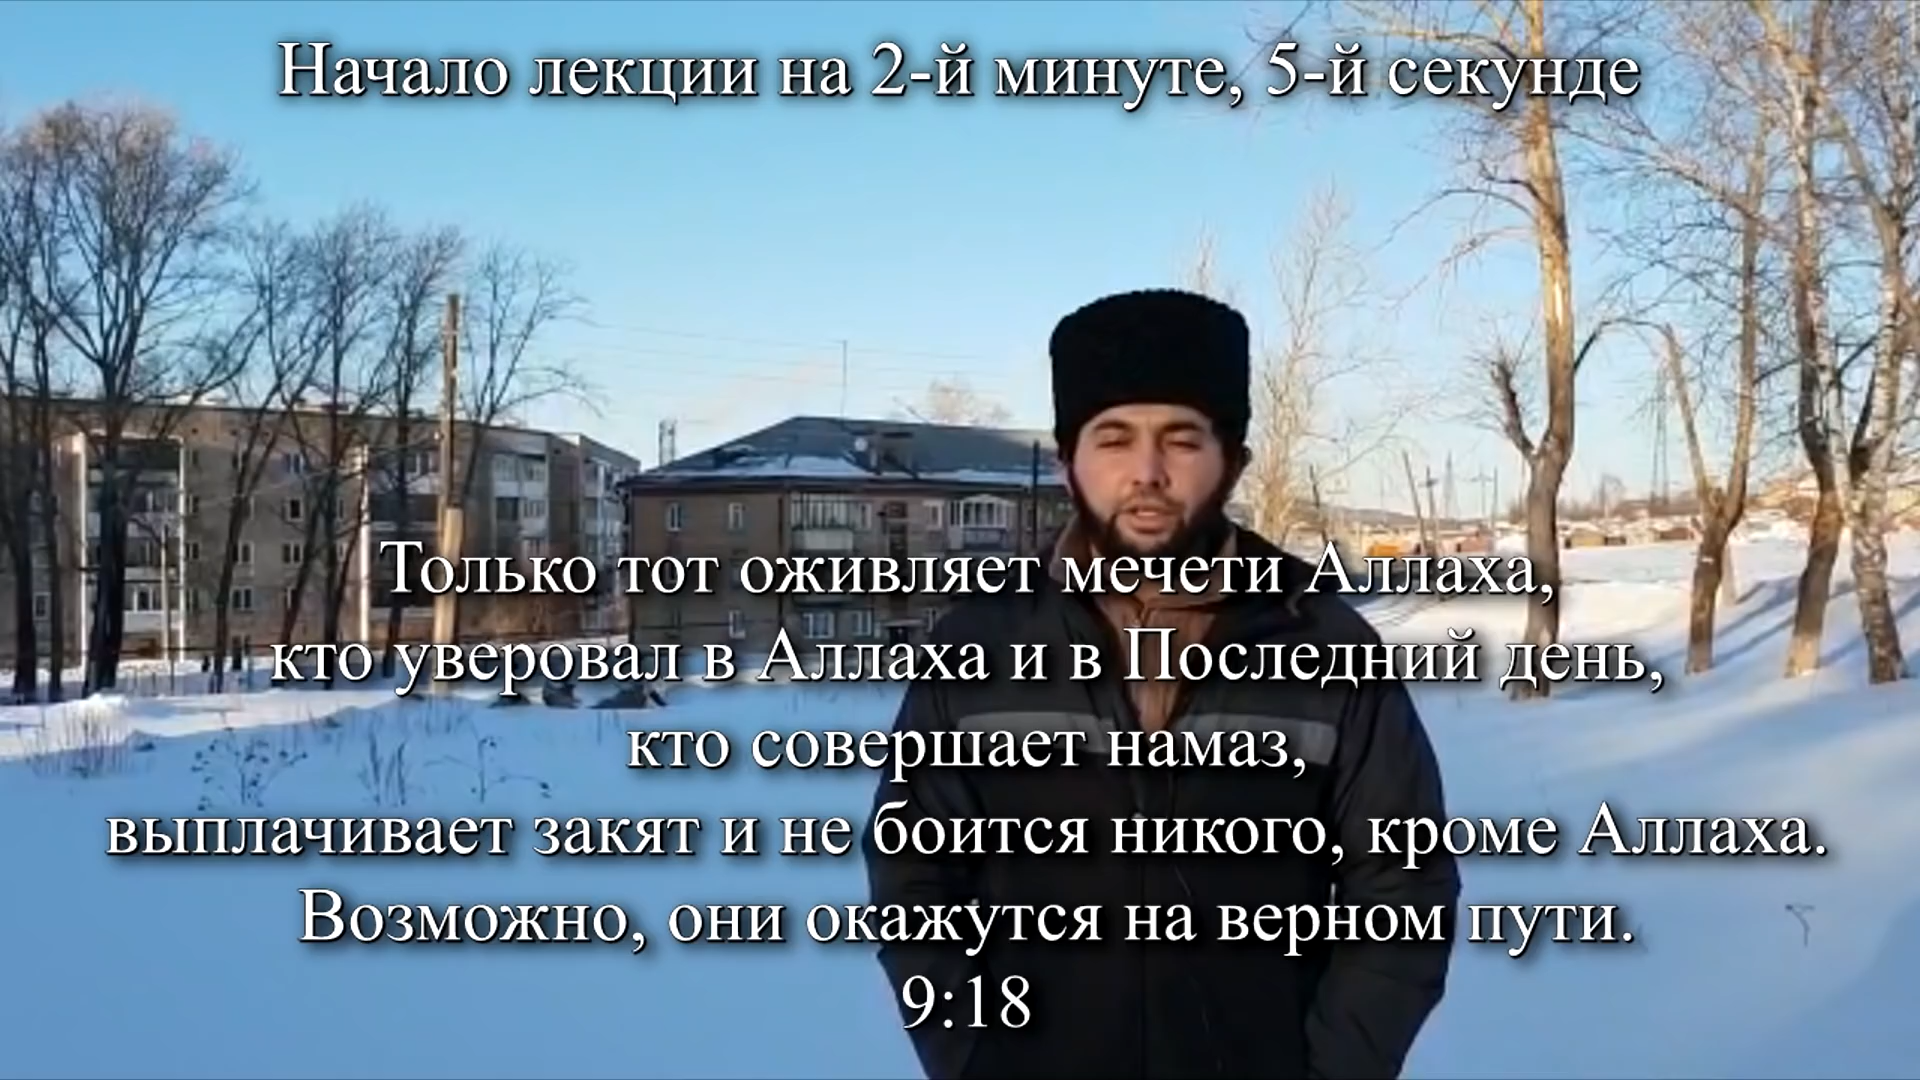 Начало лекции на 2-й минуте, 5-й секунде
Только тот оживляет мечети Аллаха,
кто уверовал в Аллаха и в Последний день,
кто совершает намаз,
выплачивает закят и не боится никого, кроме Аллаха.
Возможно, они окажутся на верном пути.
9:18